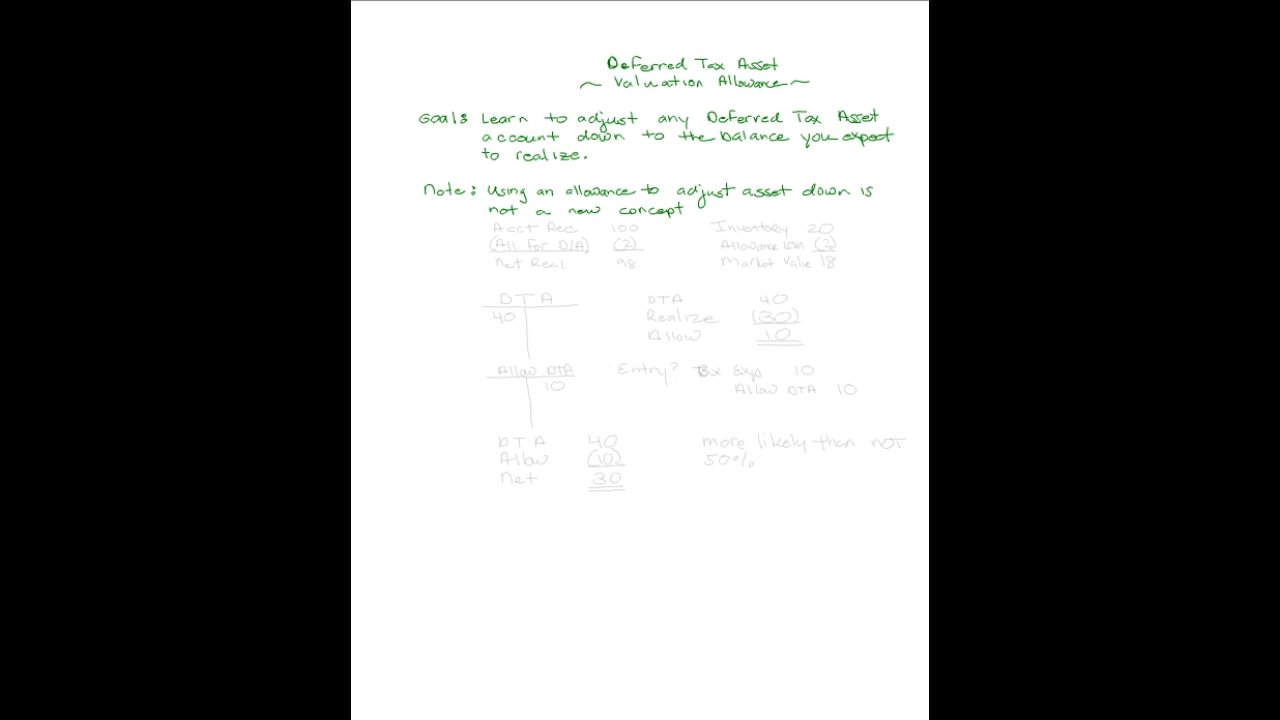 Deferred Tax Asset
~ Valuation Allowance ~
Goal: Learn to adjust any Deferred Tax Asset
account down to the balance you expect
to realize.
Note: Using an allowance to adjust asset down is
not a new concept
Acct Rec 100 Inventory 20
(All For D/A) (2) Allowance (2)
Net Real 98 Market Value 18
DTA DTA 40
40 Realize (30)
Allow 10
Allow DTA Entry? Tax Exp 10
10 Allow DTA 10
DTA 40 more likely than not
Allow (10) 50%
Net 30